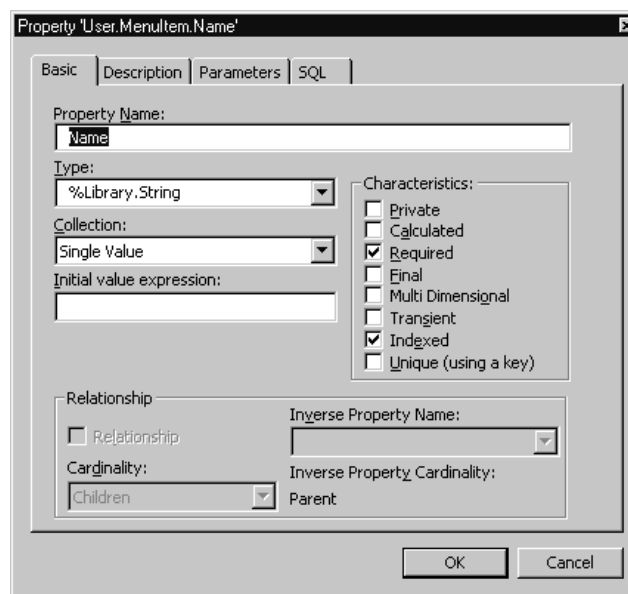 Property 'User.MenuItem.Name'
Basic
Description
Parameters
SQL
Property Name:
Name
Type:
%Library.String
Collection:
Single Value
Initial value expression:
Characteristics:
Private
Calculated
Required
Final
Multi Dimensional
Transient
Indexed
Unique (using a key)
Relationship
Relationship
Cardinality:
Children
Inverse Property Name:
Inverse Property Cardinality:
Parent
OK
Cancel